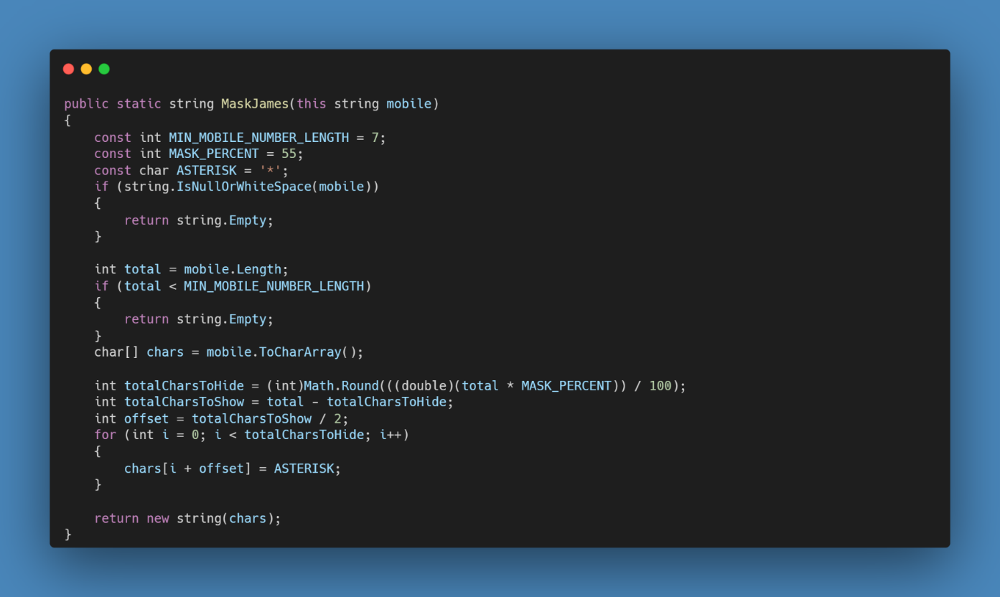 public static string MaskJames(this string mobile)
{
    const int MIN_MOBILE_NUMBER_LENGTH = 7;
    const int MASK_PERCENT = 55;
    const char ASTERISK = '*';
    if (string.IsNullOrWhiteSpace(mobile))
    {
        return string.Empty;
    }

    int total = mobile.Length;
    if (total < MIN_MOBILE_NUMBER_LENGTH)
    {
        return string.Empty;
    }
    char[] chars = mobile.ToCharArray();

    int totalCharsToHide = (int)Math.Round(((double)(total * MASK_PERCENT)) / 100);
    int totalCharsToShow = total - totalCharsToHide;
    int offset = totalCharsToShow / 2;
    for (int i = 0; i < totalCharsToHide; i++)
    {
        chars[i + offset] = ASTERISK;
    }

    return new string(chars);
}